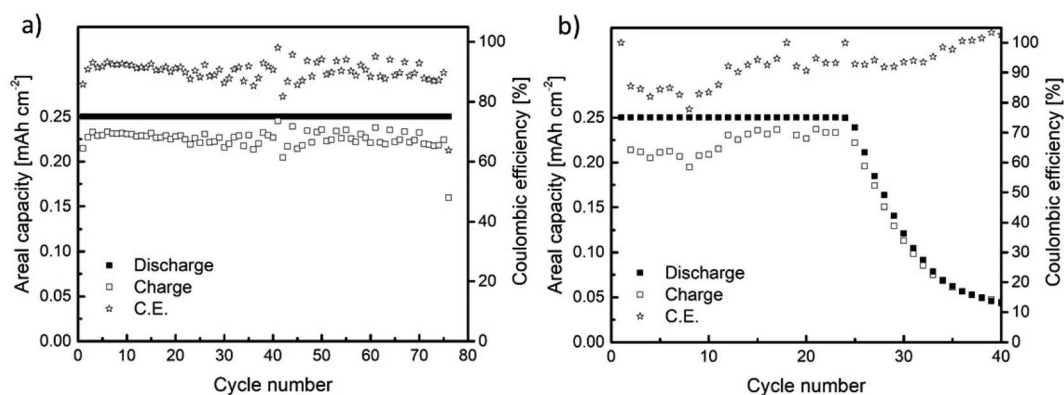 a)
Areal capacity [mAh cm-2]
0.25
0.20
0.15
0.10
0.05
0.00
Discharge
Charge
C.E.
0 10 20 30 40 50 60 70 80
Cycle number
100
80
60
40
20
0
Coulombic efficiency [%]
b)
Areal capacity [mAh cm-2]
0.25
0.20
0.15
0.10
0.05
0.00
Discharge
Charge
C.E.
0 10 20 30 40
Cycle number
100
90
80
70
60
50
40
30
20
10
0
Coulombic efficiency [%]